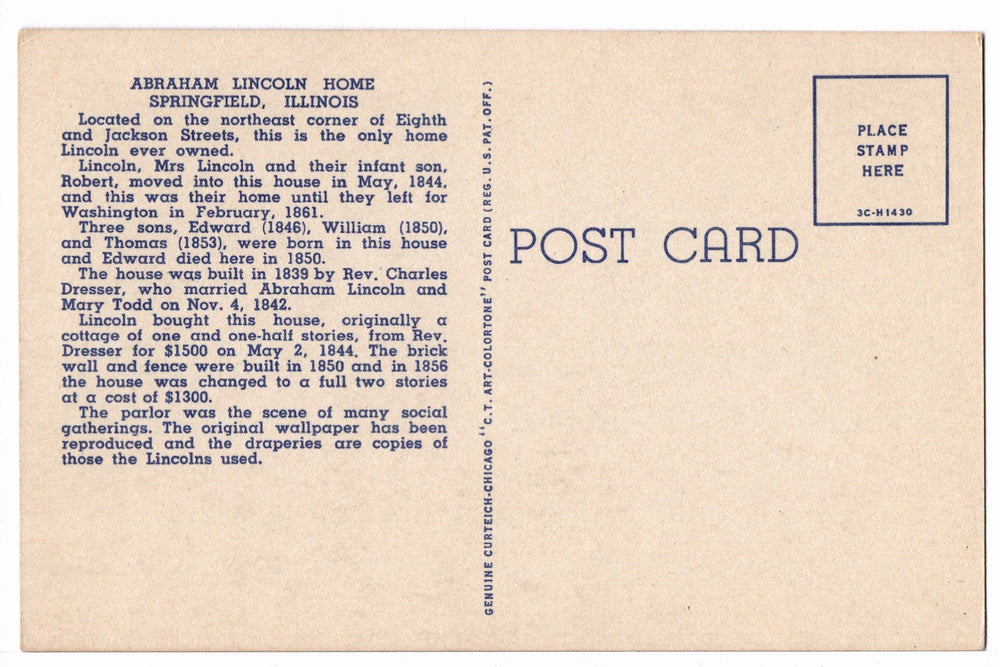 ABRAHAM LINCOLN HOME
SPRINGFIELD, ILLINOIS
Located on the northeast corner of Eighth
and Jackson Streets, this is the only home
Lincoln ever owned.
Lincoln, Mrs Lincoln and their infant son,
Robert, moved into this house in May, 1844,
and this was their home until they left for
Washington in February, 1861.
Three sons, Edward (1846), William (1850),
and Thomas (1853), were born in this house
and Edward died here in 1850.
The house was built in 1839 by Rev. Charles
Dresser, who married Abraham Lincoln and
Mary Todd on Nov. 4, 1842.
Lincoln bought this house, originally a
cottage of one and one-half stories, from Rev.
Dresser for $1500 on May 2, 1844. The brick
wall and fence were built in 1850 and in 1856
the house was changed to a full two stories
at a cost of $1300.
The parlor was the scene of many social
gatherings. The original wallpaper has been
reproduced and the draperies are copies of
those the Lincolns used.
GENUINE CURTEICH-CHICAGO "C.T. ART-COLORTONE" POST CARD (REG. U.S. PAT. OFF.)
POST CARD
PLACE
STAMP
HERE
3C-H1430